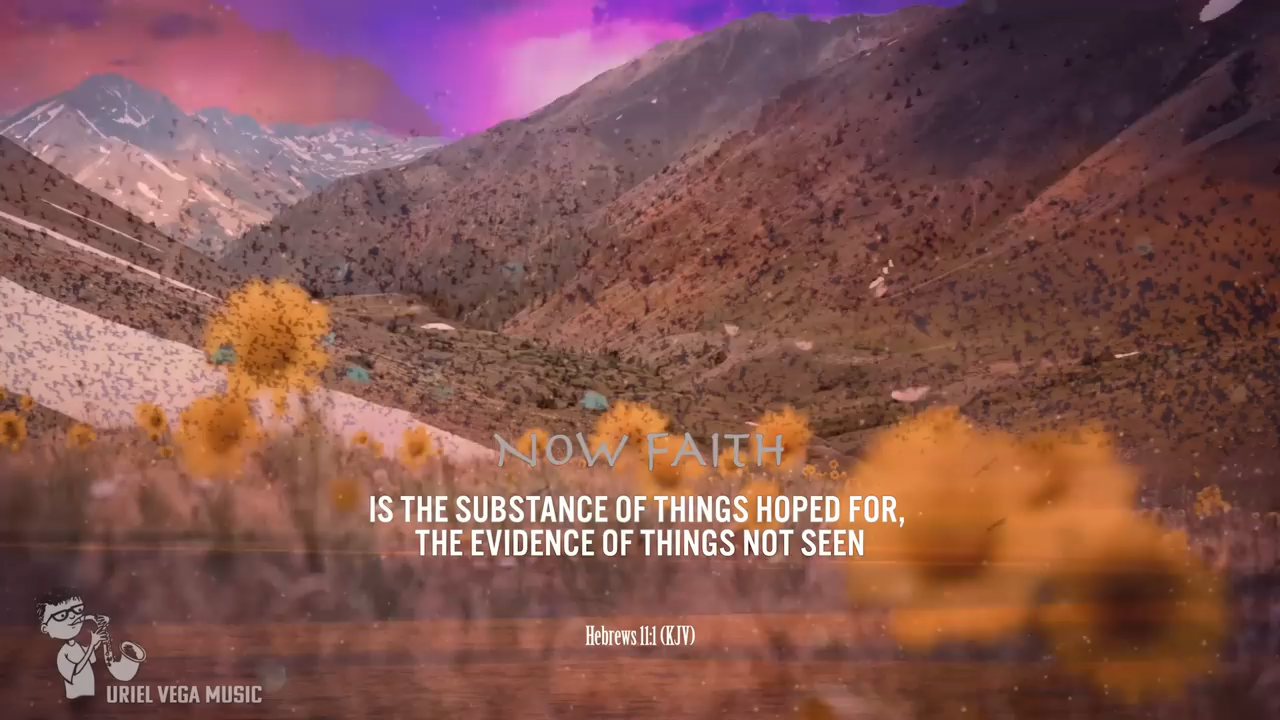 NOW FAITH
IS THE SUBSTANCE OF THINGS HOPED FOR,
THE EVIDENCE OF THINGS NOT SEEN
Hebrews 11:1 (KJV)
URIEL VEGA MUSIC